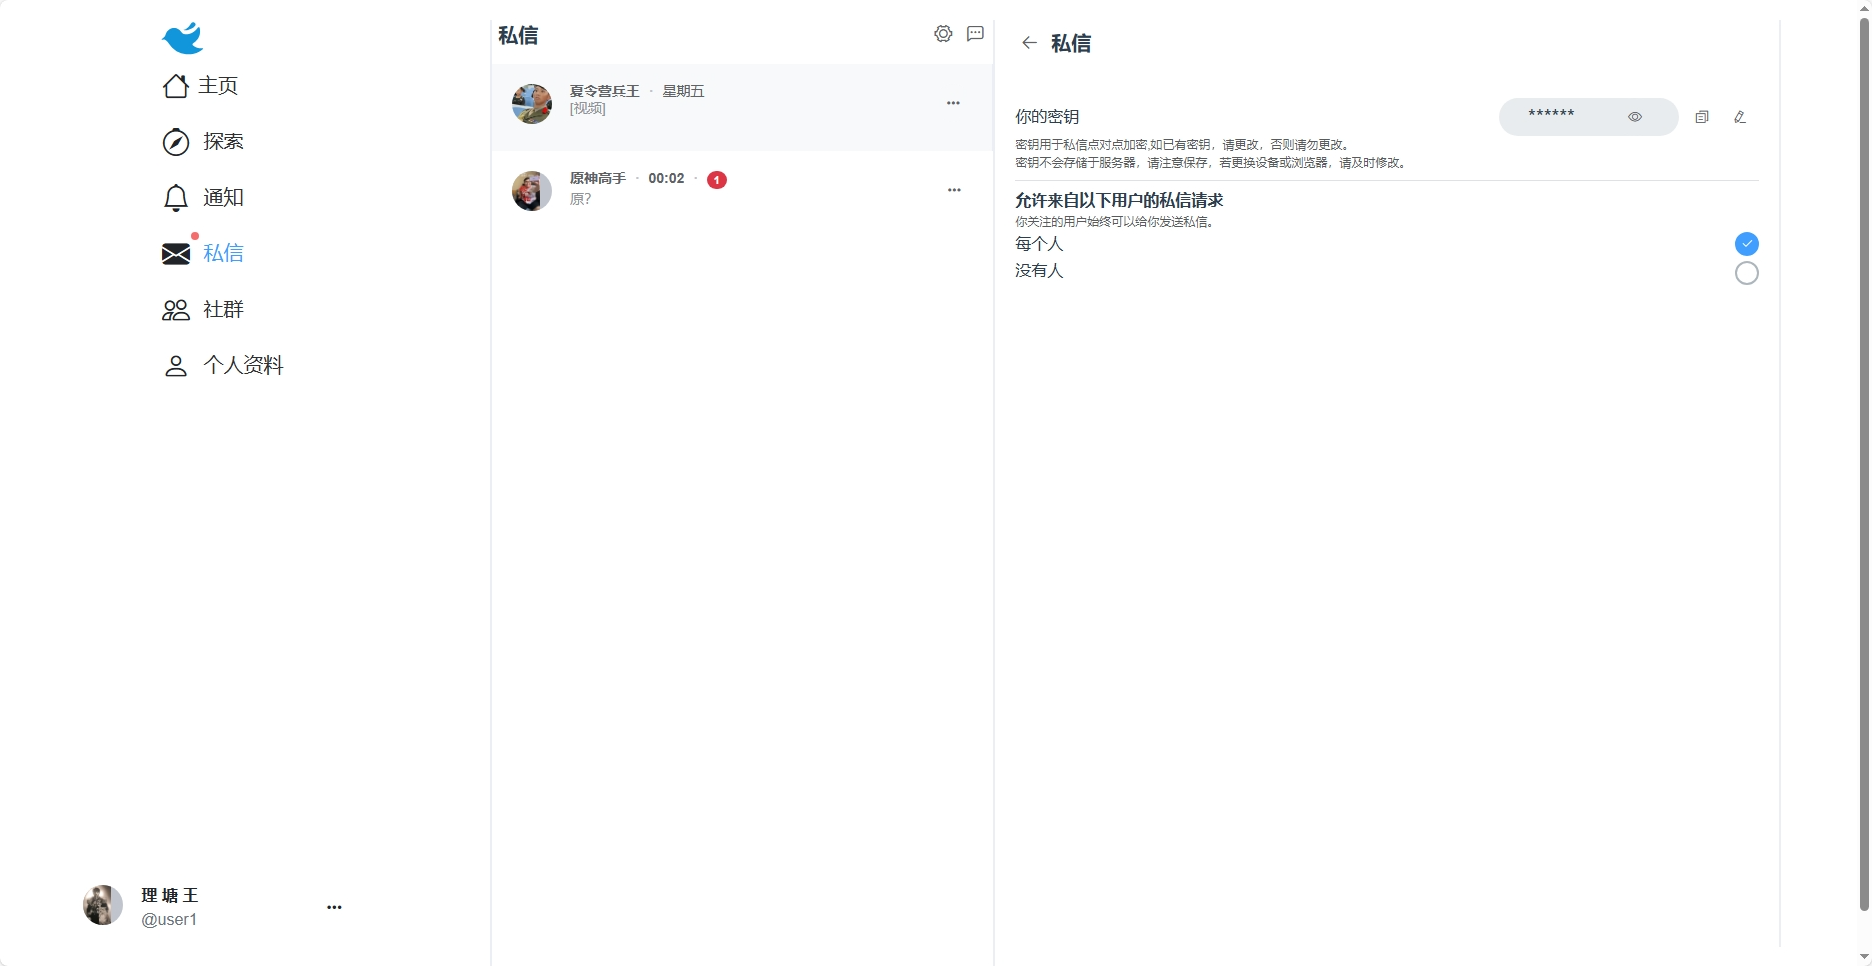 主页
探索
通知
私信
社群
个人资料
理塘王
@user1
私信
夏令营兵王 · 星期五
[视频]
原神高手 · 00:02 · 1
原?
私信
你的密钥
******
密钥用于私信点对点加密,如已有密钥，请更改，否则请勿更改。
密钥不会存储于服务器，请注意保存，若更换设备或浏览器，请及时修改。
允许来自以下用户的私信请求
你关注的用户始终可以给你发送私信。
每个人
没有人